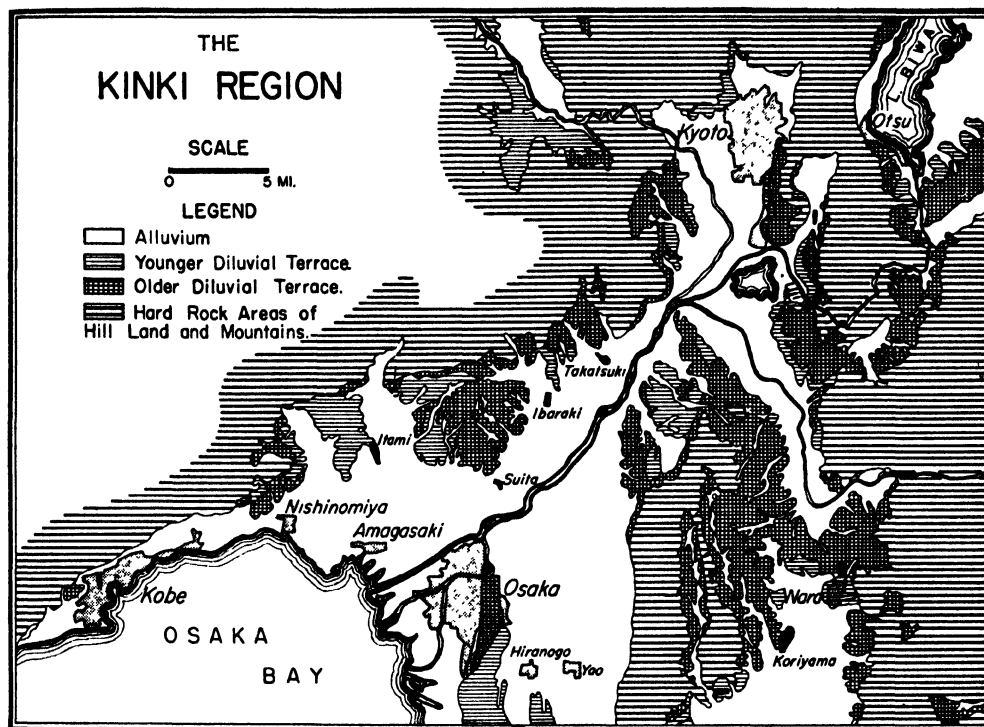 THE
KINKI REGION
SCALE
0 5 MI.
LEGEND
Alluvium
Younger Diluvial Terrace.
Older Diluvial Terrace.
Hard Rock Areas of
Hill Land and Mountains.
L. BIWA
Otsu
Kyoto
Takatsuki
Ibaraki
Itami
Suita
Nishinomiya
Amagasaki
Kobe
Osaka
Nara
OSAKA
BAY
Hiranogo
Yao
Koriyama